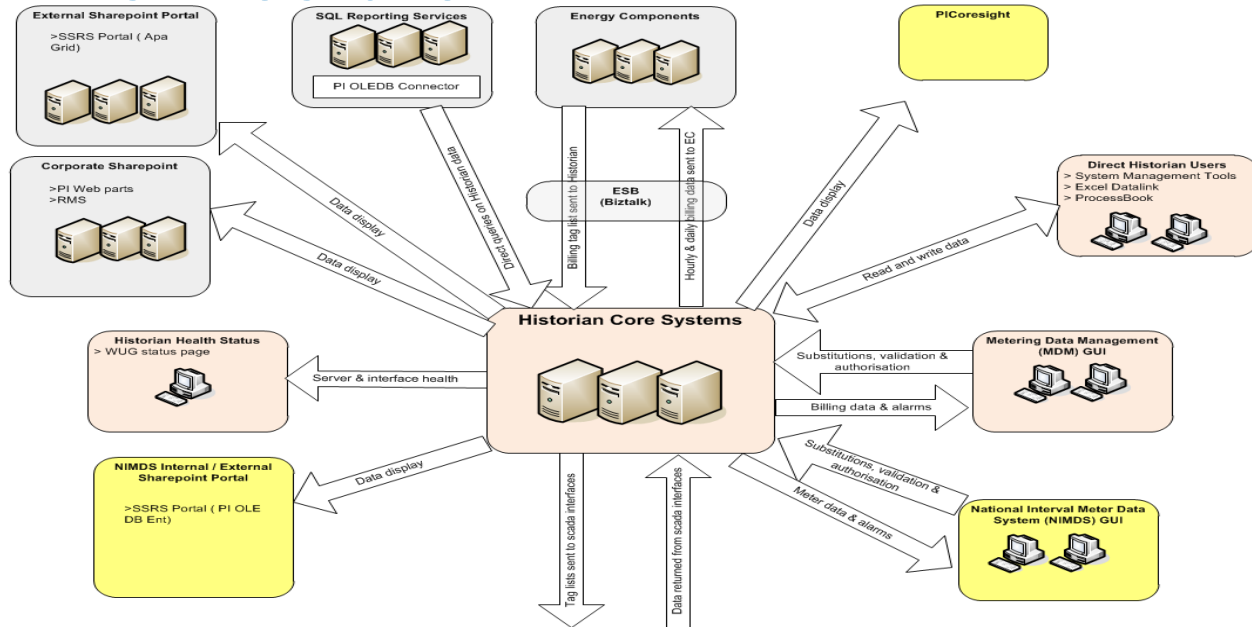 External Sharepoint Portal
>SSRS Portal ( Apa
Grid)
SQL Reporting Services
PI OLEDB Connector
Energy Components
PICoresight
Corporate Sharepoint
>PI Web parts
>RMS
ESB
(Biztalk)
Direct Historian Users
> System Management Tools
> Excel Datalink
> ProcessBook
Data display
Data display
Direct queries on Historian data
Billing tag list sent to Historian
Hourly & daily billing data sent to EC
Data display
Read and write data
Historian Core Systems
Historian Health Status
> WUG status page
Server & interface health
Substitutions, validation &
authorisation
Billing data & alarms
Metering Data Management
(MDM) GUI
NIMDS Internal / External
Sharepoint Portal
>SSRS Portal ( PI OLE
DB Ent)
Data display
Substitutions, validation &
authorisation
Meter data & alarms
National Interval Meter Data
System (NIMDS) GUI
Tag lists sent to scada interfaces
Data returned from scada interfaces